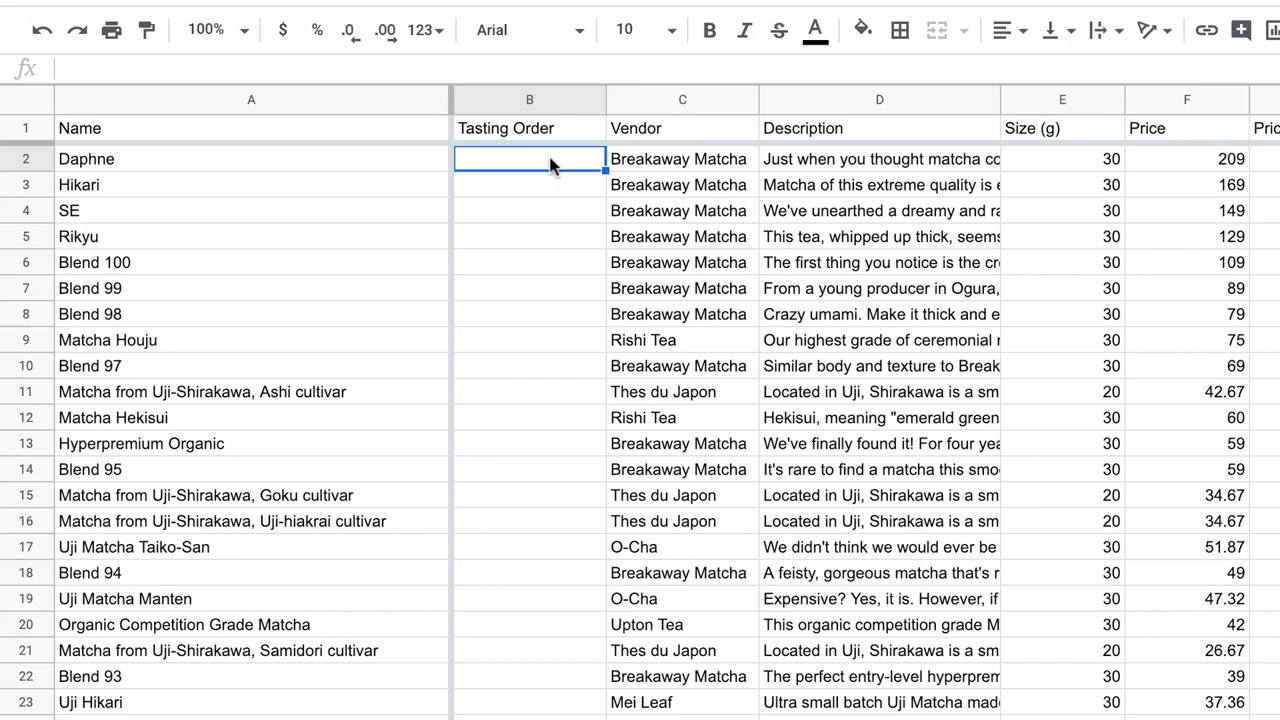 100% $ % .0 .00 123 Arial 10 B I S A
fx
A B C D E F
1 Name Tasting Order Vendor Description Size (g) Price Pric
2 Daphne Breakaway Matcha Just when you thought matcha co 30 209
3 Hikari Breakaway Matcha Matcha of this extreme quality is e 30 169
4 SE Breakaway Matcha We've unearthed a dreamy and ra 30 149
5 Rikyu Breakaway Matcha This tea, whipped up thick, seems 30 129
6 Blend 100 Breakaway Matcha The first thing you notice is the cre 30 109
7 Blend 99 Breakaway Matcha From a young producer in Ogura, 30 89
8 Blend 98 Breakaway Matcha Crazy umami. Make it thick and e 30 79
9 Matcha Houju Rishi Tea Our highest grade of ceremonial 30 75
10 Blend 97 Breakaway Matcha Similar body and texture to Break 30 69
11 Matcha from Uji-Shirakawa, Ashi cultivar Thes du Japon Located in Uji, Shirakawa is a sm 20 42.67
12 Matcha Hekisui Rishi Tea Hekisui, meaning "emerald green 30 60
13 Hyperpremium Organic Breakaway Matcha We've finally found it! For four yea 30 59
14 Blend 95 Breakaway Matcha It's rare to find a matcha this smo 30 59
15 Matcha from Uji-Shirakawa, Goku cultivar Thes du Japon Located in Uji, Shirakawa is a sm 20 34.67
16 Matcha from Uji-Shirakawa, Uji-hiakrai cultivar Thes du Japon Located in Uji, Shirakawa is a sm 20 34.67
17 Uji Matcha Taiko-San O-Cha We didn't think we would ever be 30 51.87
18 Blend 94 Breakaway Matcha A feisty, gorgeous matcha that's r 30 49
19 Uji Matcha Manten O-Cha Expensive? Yes, it is. However, if 30 47.32
20 Organic Competition Grade Matcha Upton Tea This organic competition grade M 30 42
21 Matcha from Uji-Shirakawa, Samidori cultivar Thes du Japon Located in Uji, Shirakawa is a sm 20 26.67
22 Blend 93 Breakaway Matcha The perfect entry-level hyperprem 30 39
23 Uji Hikari Mei Leaf Ultra small batch Uji Matcha made 30 37.36